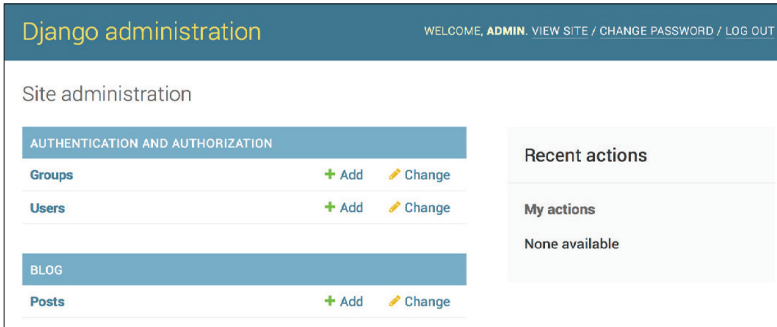 Django administration
WELCOME, ADMIN. VIEW SITE / CHANGE PASSWORD / LOG OUT
Site administration
AUTHENTICATION AND AUTHORIZATION
Groups Add Change
Users Add Change
BLOG
Posts Add Change
Recent actions
My actions
None available